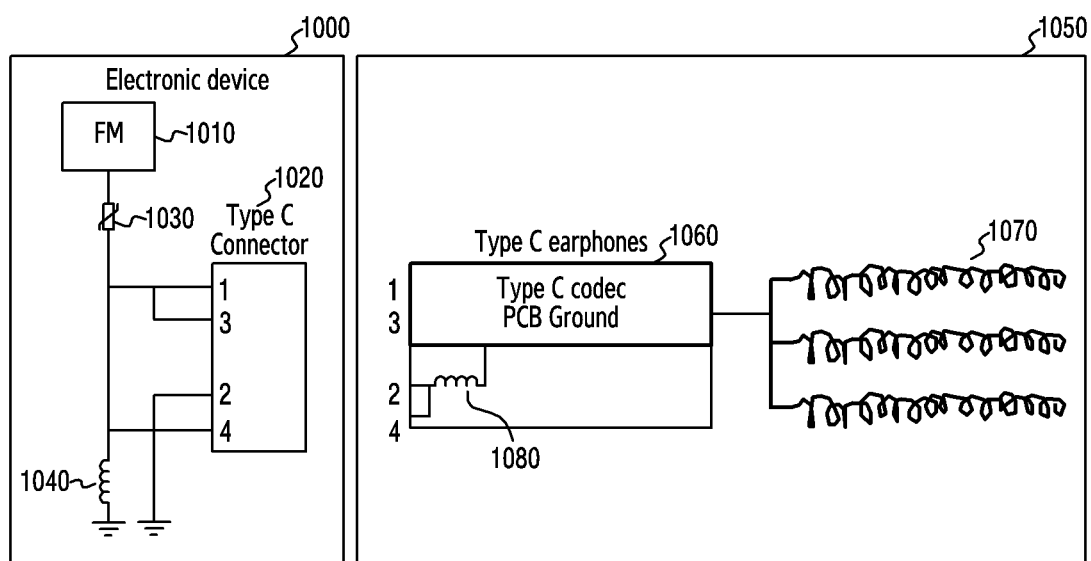 1000
1050
Electronic device
FM
1010
1020
1030
Type C
Connector
1
3
2
4
1040
Type C earphones
1060
1070
1
3
Type C codec
PCB Ground
2
4
1080